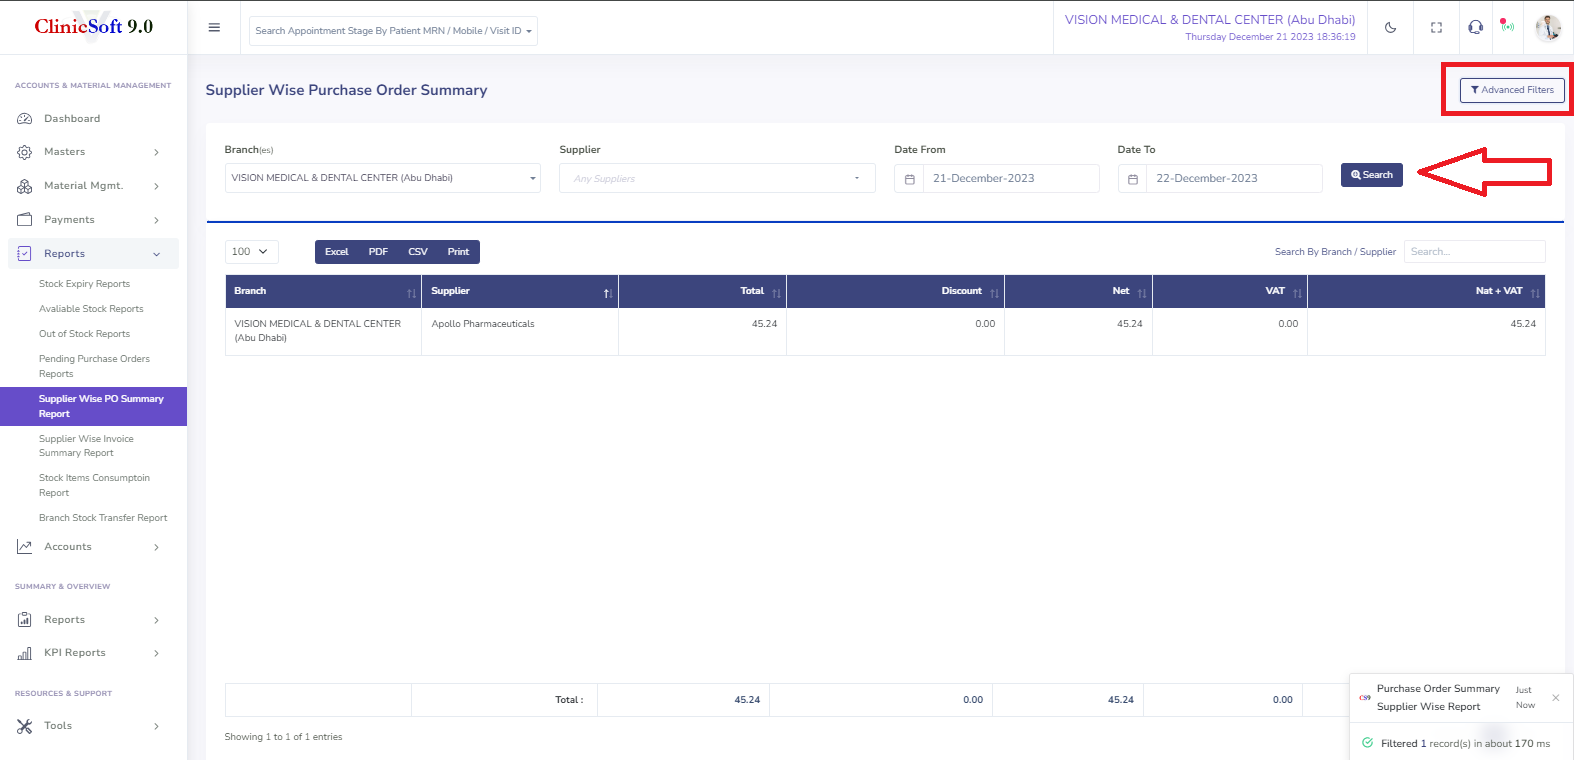 ClinicSoft 9.0
Search Appointment Stage By Patient MRN / Mobile / Visit ID
VISION MEDICAL & DENTAL CENTER (Abu Dhabi)
Thursday December 21 2023 18:36:19
ACCOUNTS & MATERIAL MANAGEMENT
Dashboard
Masters
Material Mgmt.
Payments
Reports
Stock Expiry Reports
Avaliable Stock Reports
Out of Stock Reports
Pending Purchase Orders
Reports
Supplier Wise PO Summary
Report
Supplier Wise Invoice
Summary Report
Stock Items Consumptoin
Report
Branch Stock Transfer Report
Accounts
SUMMARY & OVERVIEW
Reports
KPI Reports
RESOURCES & SUPPORT
Tools
Supplier Wise Purchase Order Summary
Advanced Filters
Branch(es) Supplier Date From Date To
VISION MEDICAL & DENTAL CENTER (Abu Dhabi) Any Suppliers 21-December-2023 22-December-2023 Search
100 Excel PDF CSV Print Search By Branch / Supplier Search...
Branch Supplier Total Discount Net VAT Nat + VAT
VISION MEDICAL & DENTAL CENTER Apollo Pharmaceuticals 45.24 0.00 45.24 0.00 45.24
(Abu Dhabi)
Total : 45.24 0.00 45.24 0.00
Showing 1 to 1 of 1 entries
CS9 Purchase Order Summary Just
Supplier Wise Report Now
Filtered 1 record(s) in about 170 ms